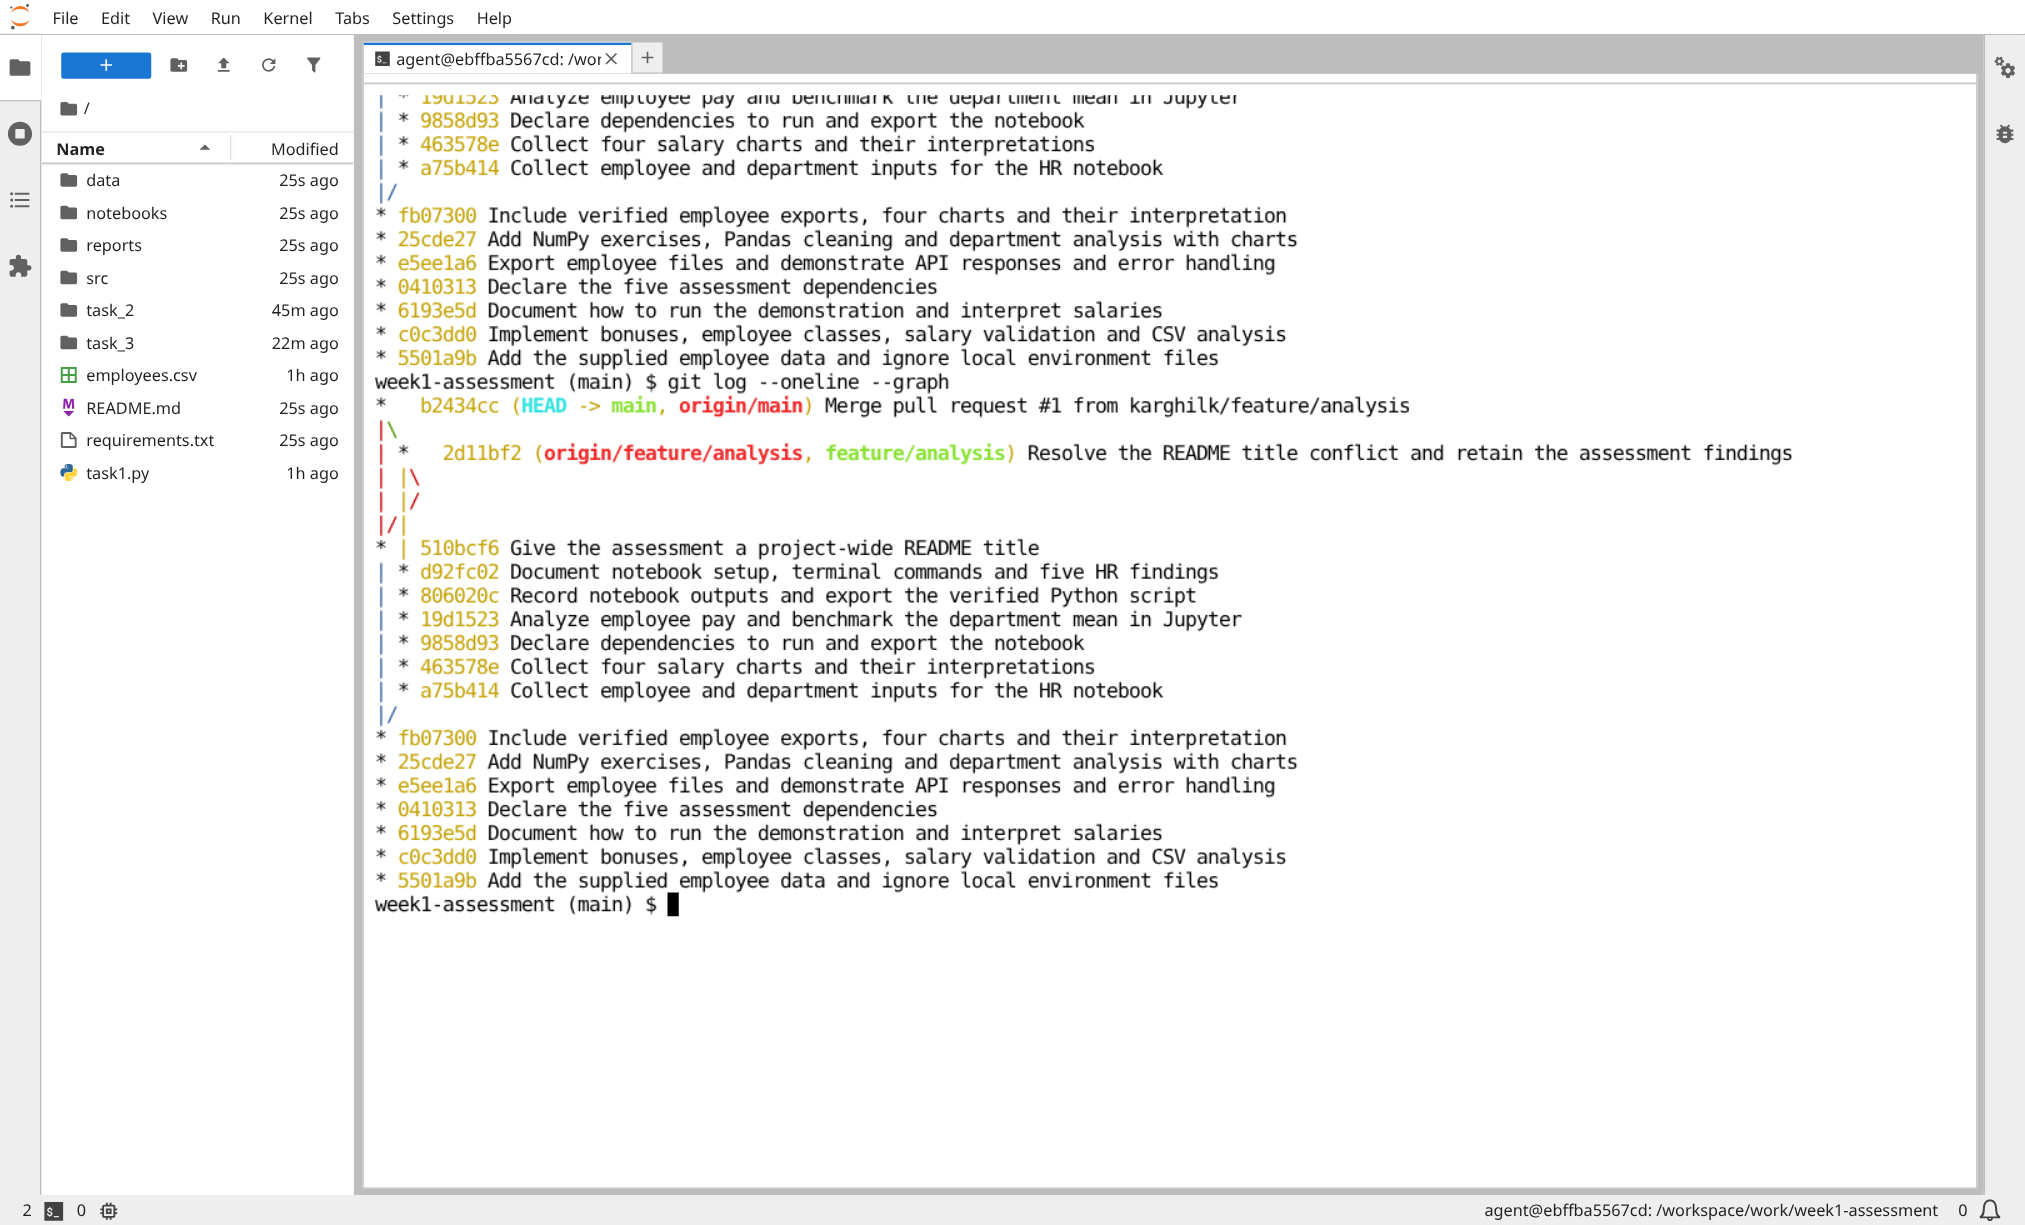 File Edit View Run Kernel Tabs Settings Help
agent@ebffba5567cd: /wor
/
Name Modified
data 25s ago
notebooks 25s ago
reports 25s ago
src 25s ago
task_2 45m ago
task_3 22m ago
employees.csv 1h ago
README.md 25s ago
requirements.txt 25s ago
task1.py 1h ago
| * 19d1523 Analyze employee pay and benchmark the department mean in Jupyter
| * 9858d93 Declare dependencies to run and export the notebook
| * 463578e Collect four salary charts and their interpretations
| * a75b414 Collect employee and department inputs for the HR notebook
|/
* fb07300 Include verified employee exports, four charts and their interpretation
* 25cde27 Add NumPy exercises, Pandas cleaning and department analysis with charts
* e5ee1a6 Export employee files and demonstrate API responses and error handling
* 0410313 Declare the five assessment dependencies
* 6193e5d Document how to run the demonstration and interpret salaries
* c0c3dd0 Implement bonuses, employee classes, salary validation and CSV analysis
* 5501a9b Add the supplied employee data and ignore local environment files
week1-assessment (main) $ git log --oneline --graph
*   b2434cc (HEAD -> main, origin/main) Merge pull request #1 from karghilk/feature/analysis
|\
| *   2d11bf2 (origin/feature/analysis, feature/analysis) Resolve the README title conflict and retain the assessment findings
| |\
| |/
|/|
* | 510bcf6 Give the assessment a project-wide README title
| * d92fc02 Document notebook setup, terminal commands and five HR findings
| * 806020c Record notebook outputs and export the verified Python script
| * 19d1523 Analyze employee pay and benchmark the department mean in Jupyter
| * 9858d93 Declare dependencies to run and export the notebook
| * 463578e Collect four salary charts and their interpretations
| * a75b414 Collect employee and department inputs for the HR notebook
|/
* fb07300 Include verified employee exports, four charts and their interpretation
* 25cde27 Add NumPy exercises, Pandas cleaning and department analysis with charts
* e5ee1a6 Export employee files and demonstrate API responses and error handling
* 0410313 Declare the five assessment dependencies
* 6193e5d Document how to run the demonstration and interpret salaries
* c0c3dd0 Implement bonuses, employee classes, salary validation and CSV analysis
* 5501a9b Add the supplied employee data and ignore local environment files
week1-assessment (main) $
2 $_ 0 agent@ebffba5567cd: /workspace/work/week1-assessment 0